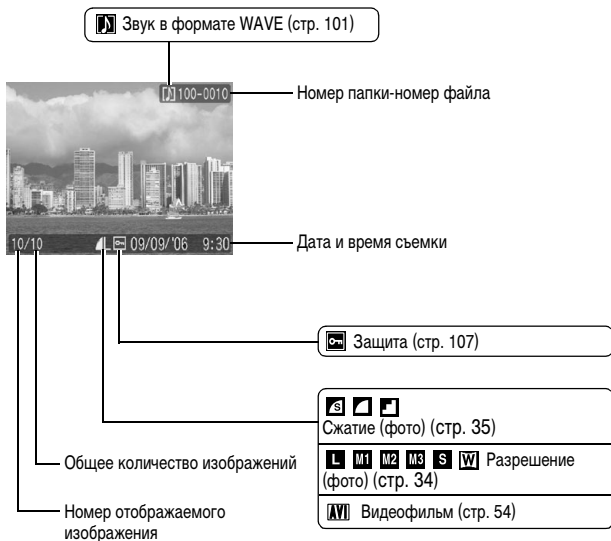 Звук в формате WAVE (стр. 101)
100-0010
Номер папки-номер файла
10/10 L 09/09/'06 9:30
Дата и время съемки
Защита (стр. 107)
S
Сжатие (фото) (стр. 35)
L M1 M2 M3 S W Разрешение
(фото) (стр. 34)
AVI Видеофильм (стр. 54)
Общее количество изображений
Номер отображаемого
изображения